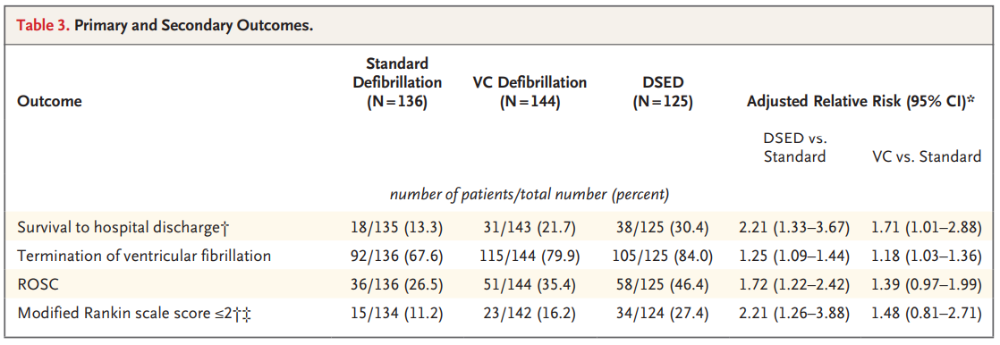 Table 3. Primary and Secondary Outcomes.
Outcome Standard Defibrillation (N=136) VC Defibrillation (N=144) DSED (N=125) Adjusted Relative Risk (95% CI)*
DSED vs. Standard VC vs. Standard
number of patients/total number (percent)
Survival to hospital discharge† 18/135 (13.3) 31/143 (21.7) 38/125 (30.4) 2.21 (1.33–3.67) 1.71 (1.01–2.88)
Termination of ventricular fibrillation 92/136 (67.6) 115/144 (79.9) 105/125 (84.0) 1.25 (1.09–1.44) 1.18 (1.03–1.36)
ROSC 36/136 (26.5) 51/144 (35.4) 58/125 (46.4) 1.72 (1.22–2.42) 1.39 (0.97–1.99)
Modified Rankin scale score ≤2†‡ 15/134 (11.2) 23/142 (16.2) 34/124 (27.4) 2.21 (1.26–3.88) 1.48 (0.81–2.71)